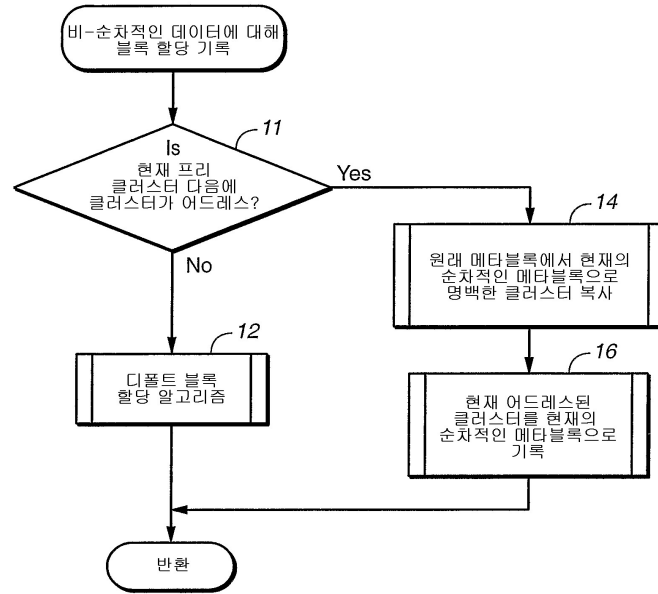 비-순차적인 데이터에 대해
블록 할당 기록
11
Is
현재 프리
클러스터 다음에
클러스터가 어드레스?
Yes
No
14
원래 메타블록에서 현재의
순차적인 메타블록으로
명백한 클러스터 복사
12
디폴트 블록
할당 알고리즘
16
현재 어드레스된
클러스터를 현재의
순차적인 메타블록으로
기록
반환